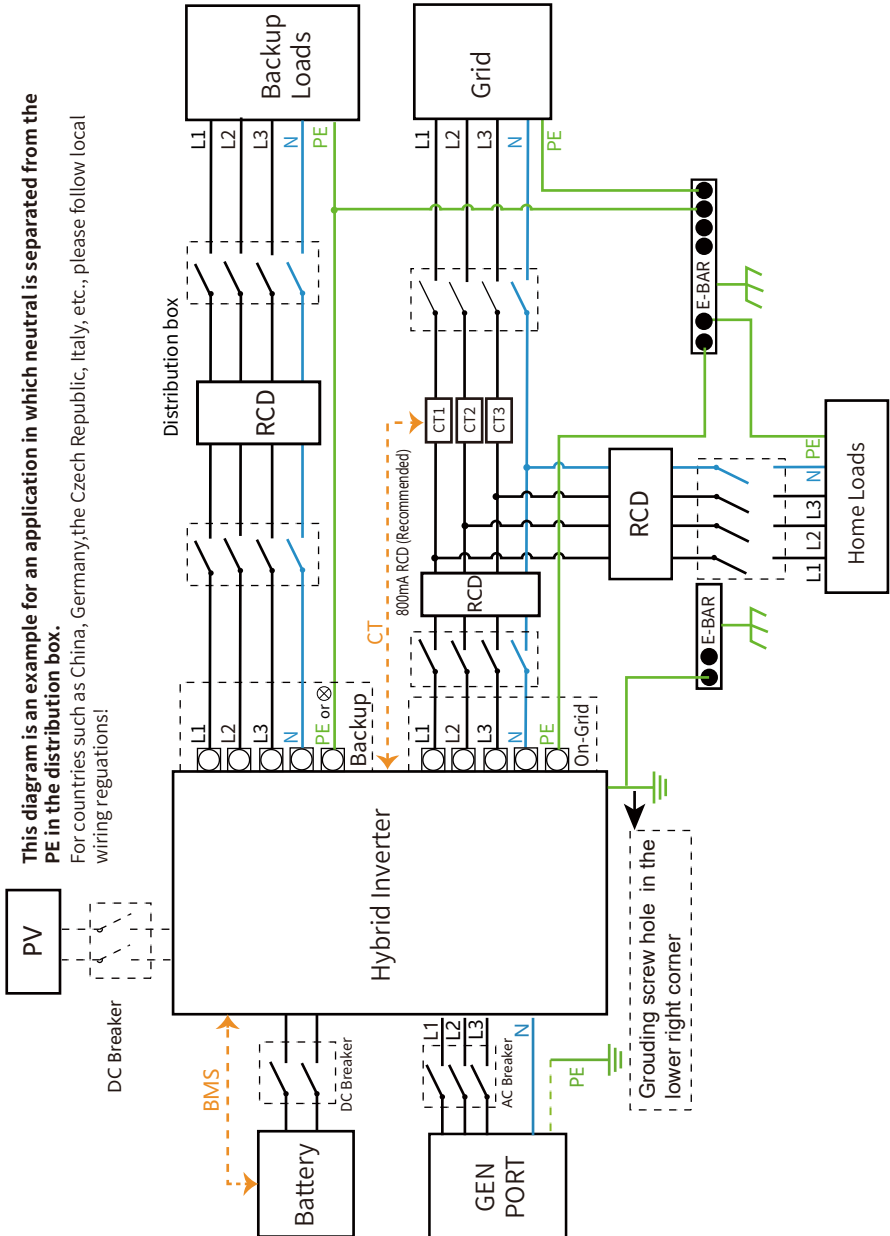 This diagram is an example for an application in which neutral is separated from the
PE in the distribution box.
For countries such as China, Germany,the Czech Republic, Italy, etc., please follow local
wiring reguations!
PV
DC Breaker
BMS
Battery
DC Breaker
GEN
PORT
L1
L2
L3
N
AC Breaker
PE
Hybrid Inverter
Grouding screw hole in the
lower right corner
L1
L2
L3
N
PE or
Backup
CT
L1
L2
L3
N
PE
On-Grid
Distribution box
RCD
800mA RCD (Recommended)
RCD
CT1
CT2
CT3
L1
L2
L3
N
PE
Backup
Loads
L1
L2
L3
N
PE
Grid
E-BAR
E-BAR
RCD
L1
L2
L3
N
PE
Home Loads